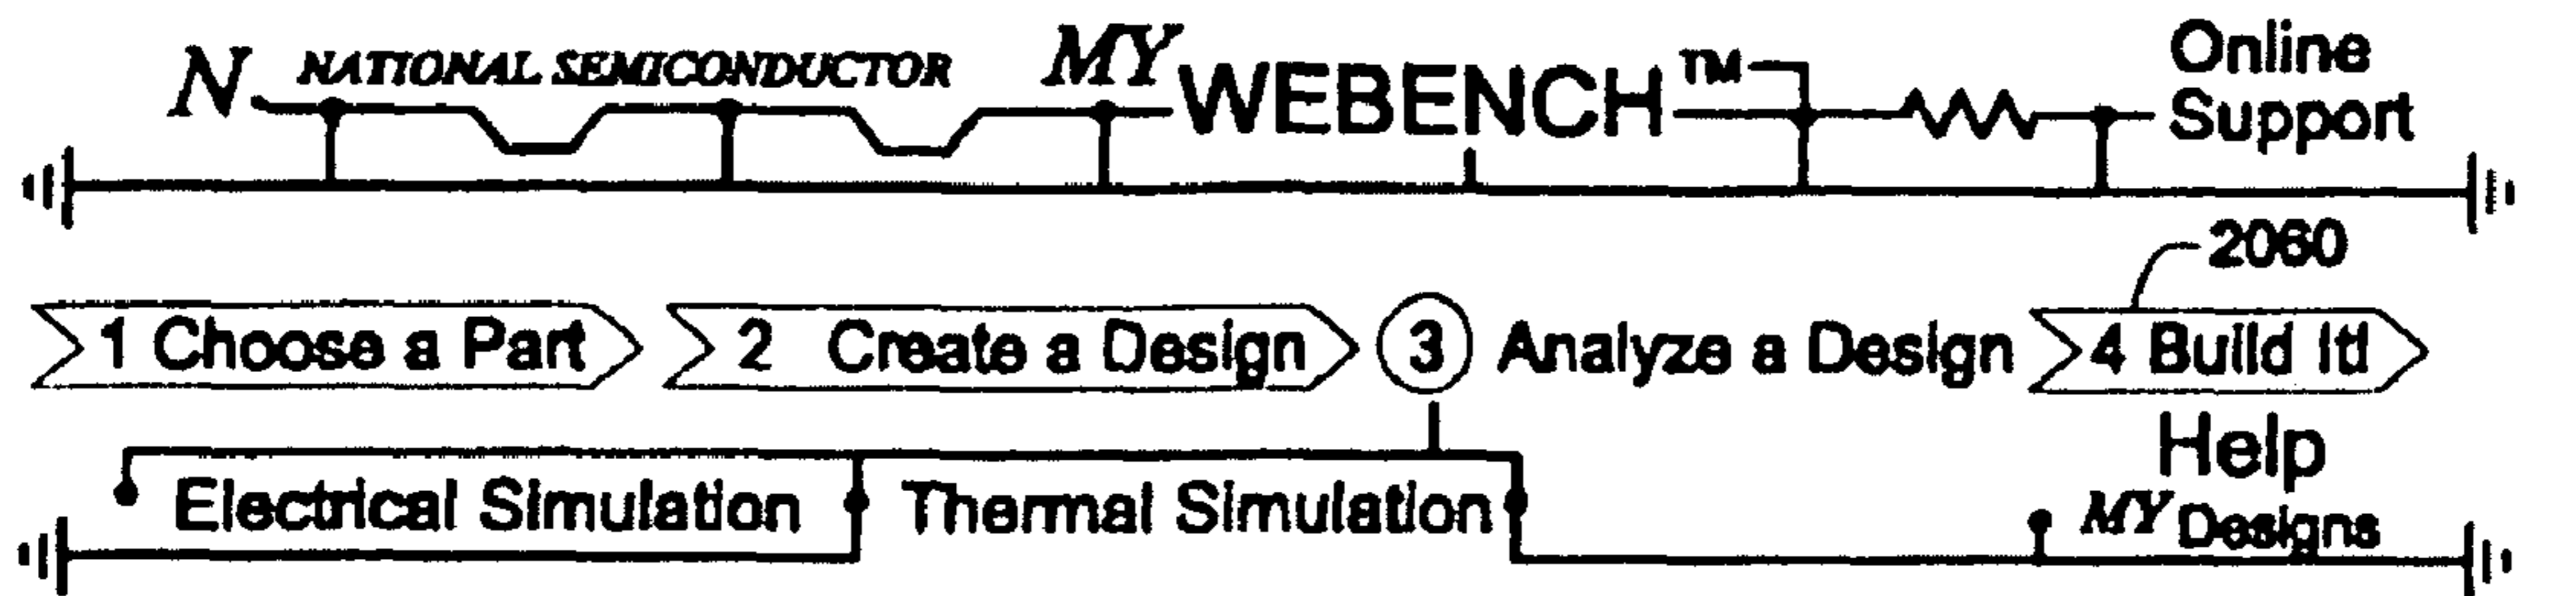 N NATIONAL SEMICONDUCTOR MY WEBENCH™ Online Support
2060
1 Choose a Part 2 Create a Design 3 Analyze a Design 4 Build It!
Help
Electrical Simulation Thermal Simulation MY Designs